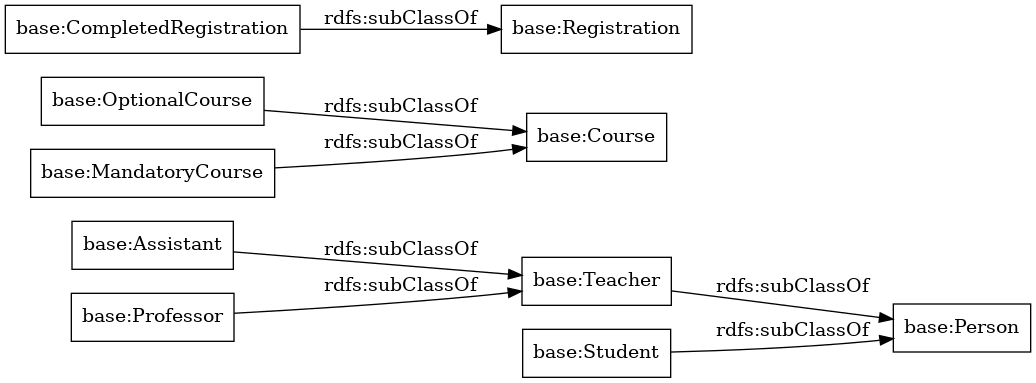 base:CompletedRegistration
rdfs:subClassOf
base:Registration
base:OptionalCourse
rdfs:subClassOf
base:Course
rdfs:subClassOf
base:MandatoryCourse
base:Assistant
rdfs:subClassOf
base:Teacher
rdfs:subClassOf
rdfs:subClassOf
base:Professor
base:Person
rdfs:subClassOf
base:Student